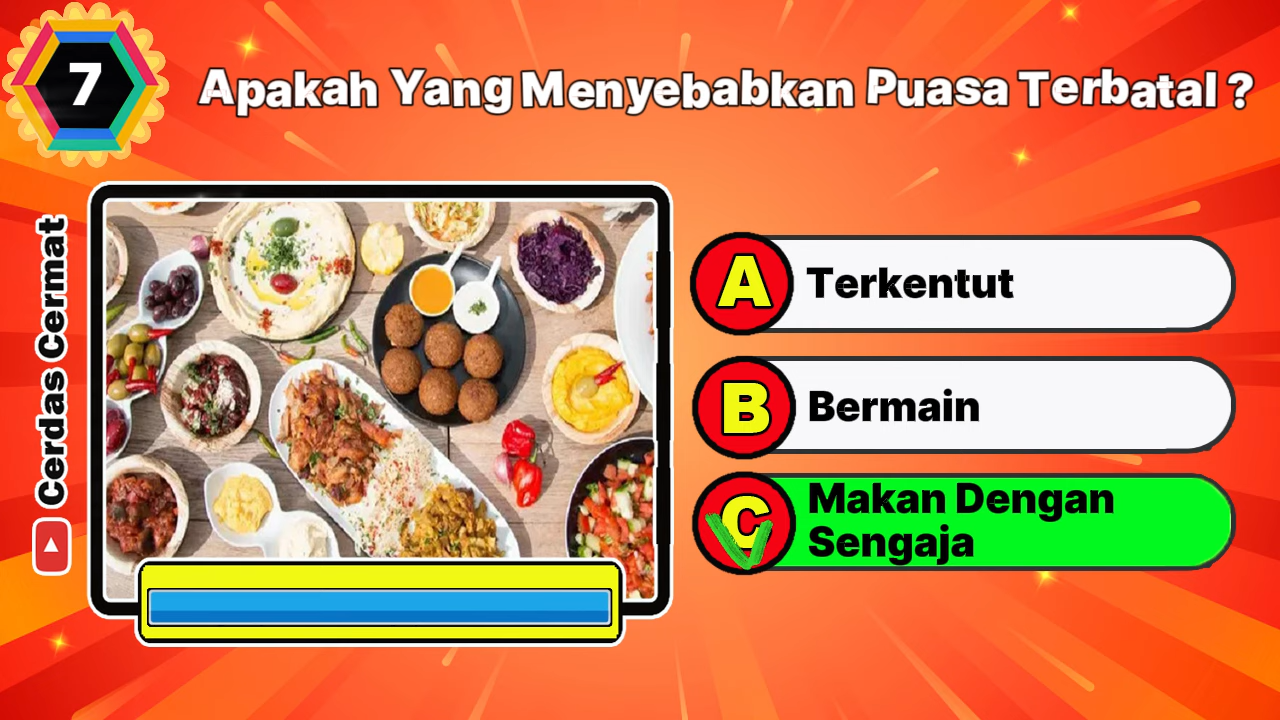 7
Apakah Yang Menyebabkan Puasa Terbatal ?
Cerdas Cermat
A Terkentut
B Bermain
C Makan Dengan
Sengaja